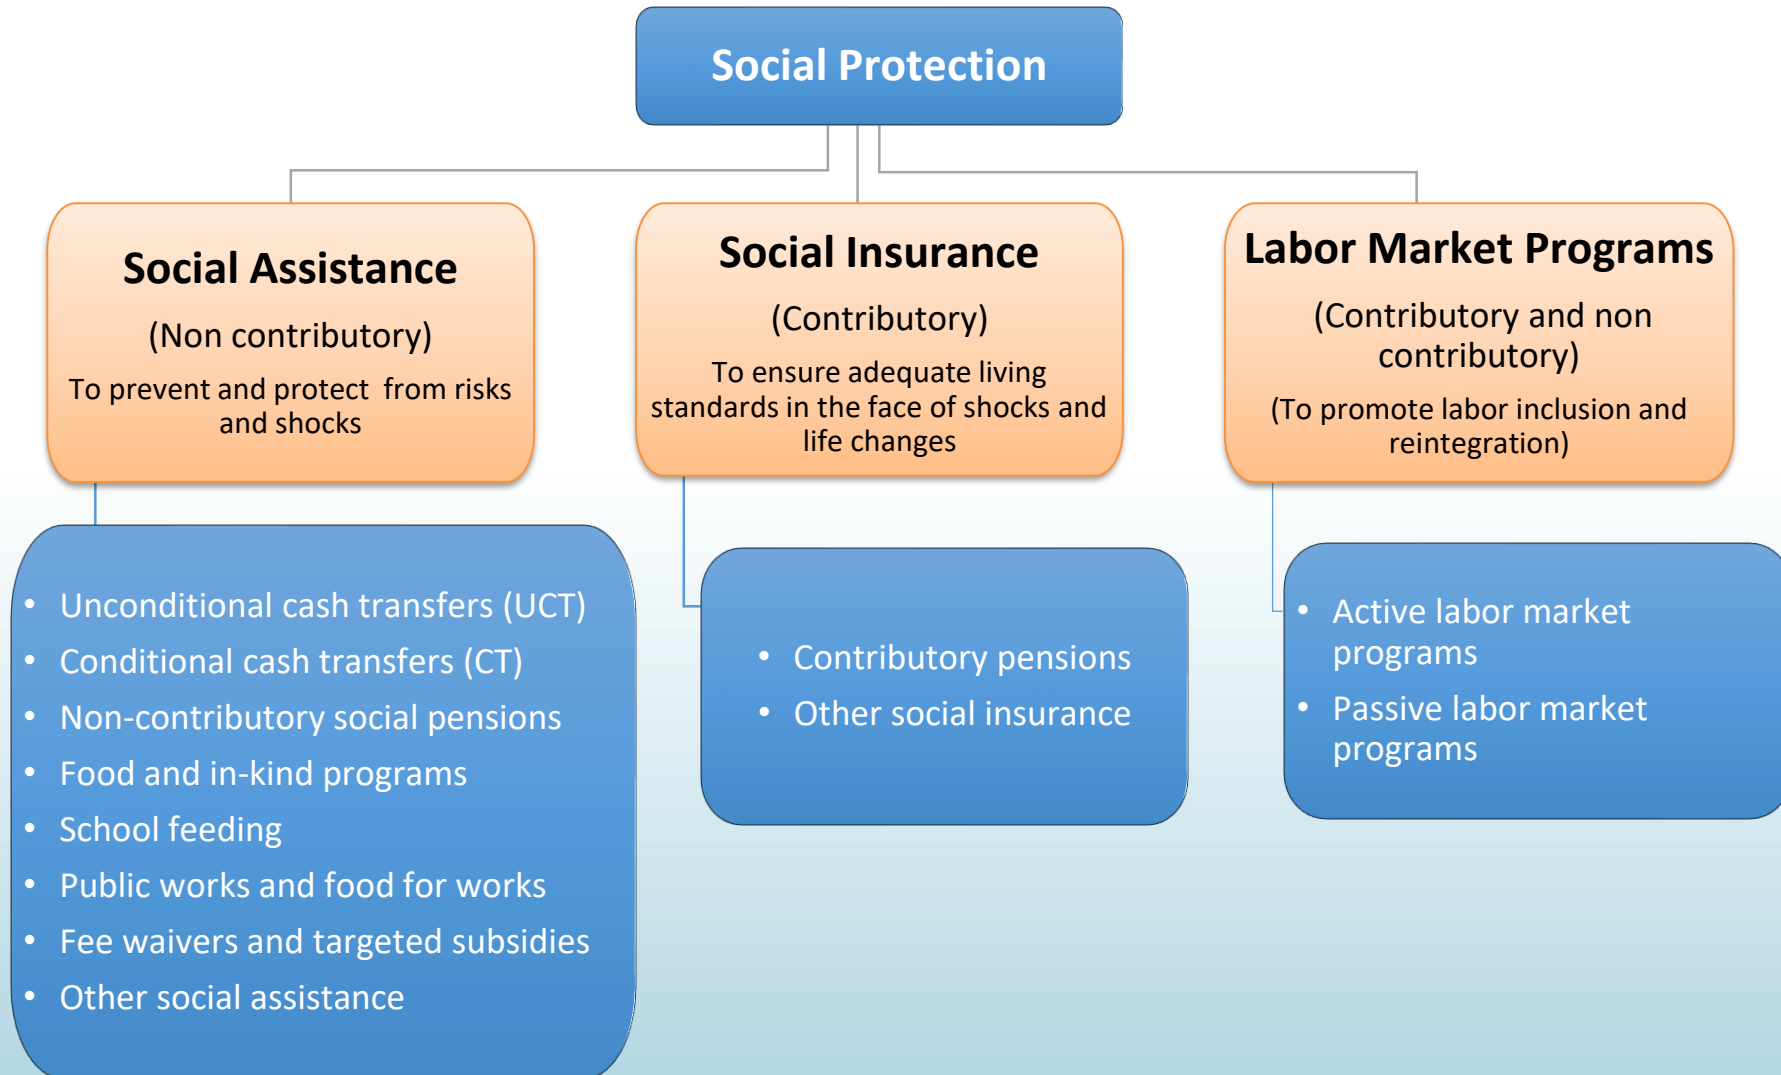 Social Protection
Social Assistance
(Non contributory)
To prevent and protect from risks
and shocks
Social Insurance
(Contributory)
To ensure adequate living
standards in the face of shocks and
life changes
Labor Market Programs
(Contributory and non
contributory)
(To promote labor inclusion and
reintegration)
• Unconditional cash transfers (UCT)
• Conditional cash transfers (CT)
• Non-contributory social pensions
• Food and in-kind programs
• School feeding
• Public works and food for works
• Fee waivers and targeted subsidies
• Other social assistance
• Contributory pensions
• Other social insurance
• Active labor market
programs
• Passive labor market
programs